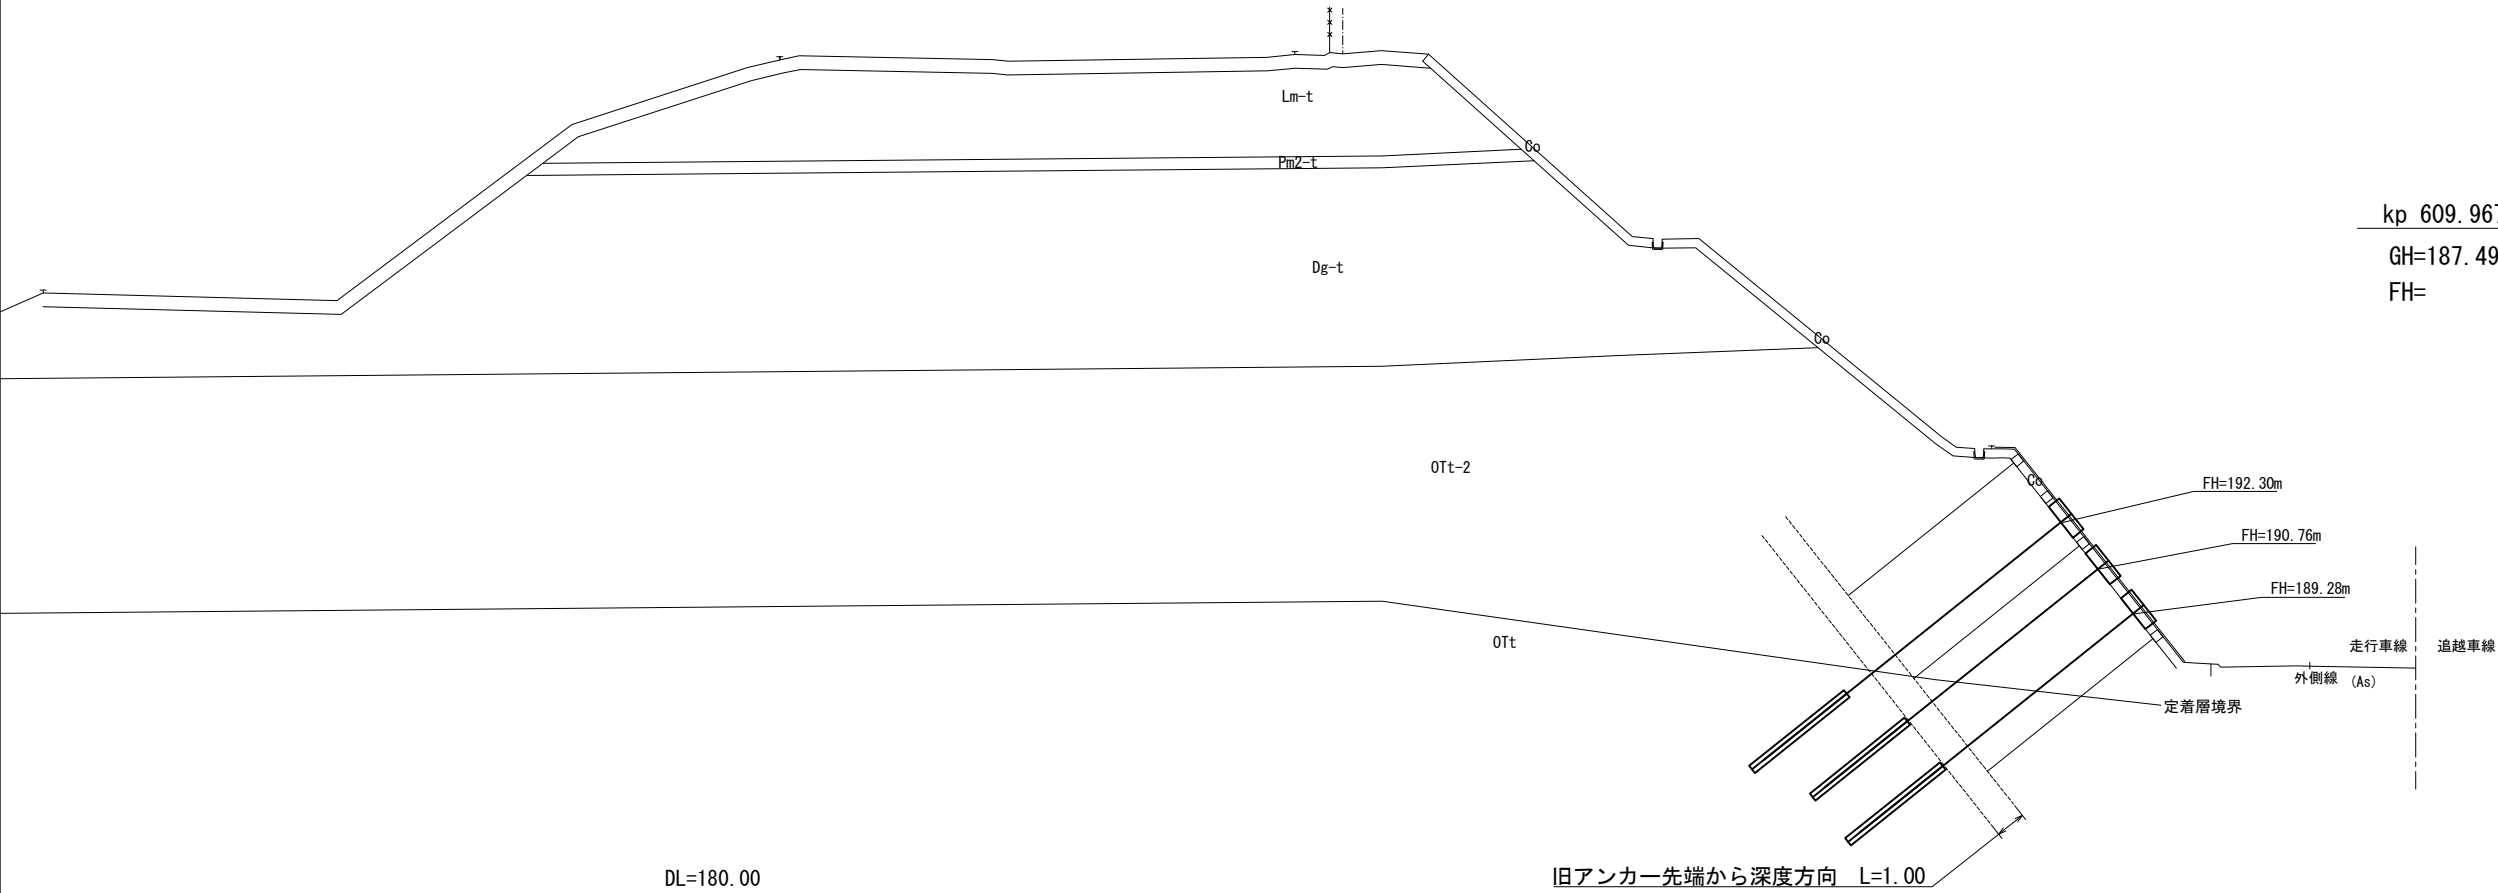 Lm-t
Co
Pm2-t
kp 609.967
GH=187.49
FH=
Dg-t
Co
OTt-2
Co
FH=192.30m
FH=190.76m
FH=189.28m
OTt
走行車線
追越車線
外側線
(As)
定着層境界
DL=180.00
旧アンカー先端から深度方向 L=1.00